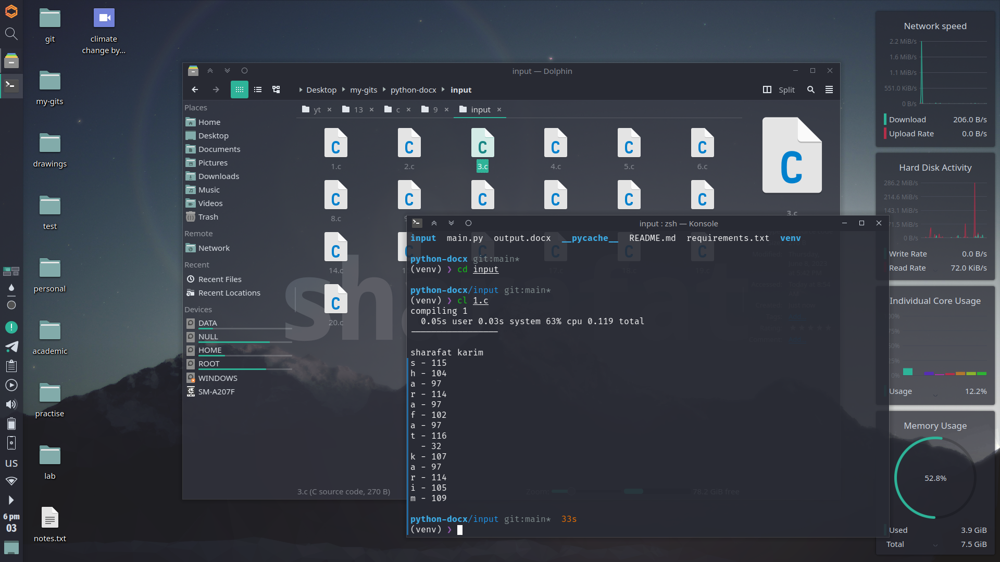 git
climate
change by...
my-gits
drawings
test
personal
academic
practise
lab
notes.txt
US
6 pm
03
input — Dolphin
Desktop
my-gits
python-docx
input
Split
Places
Home
Desktop
Documents
Pictures
Downloads
Music
Videos
Trash
Remote
Network
Recent
Recent Files
Recent Locations
Devices
DATA
NULL
HOME
ROOT
WINDOWS
SM-A207F
yt
13
c
9
input
1.c
2.c
3.c
4.c
5.c
6.c
8.c
14.c
20.c
3.c
3.c (C source code, 270 B)
Zoom:
78.2 GiB free
input : zsh — Konsole
input main.py output.docx __pycache__ README.md requirements.txt venv
python-docx git:main*
(venv) ❯ cd input
python-docx/input git:main*
(venv) ❯ cl 1.c
compiling 1
0.05s user 0.03s system 63% cpu 0.119 total
sharafat karim
s - 115
h - 104
a - 97
r - 114
a - 97
f - 102
a - 97
t - 116
- 32
k - 107
a - 97
r - 114
i - 105
m - 109
python-docx/input git:main* 33s
(venv) ❯
Network speed
2.2 MiB/s
1.6 MiB/s
1.1 MiB/s
551.0 KiB/s
0 B/s
Download 206.0 B/s
Upload Rate 0.0 B/s
Hard Disk Activity
286.2 MiB/s
214.6 MiB/s
143.1 MiB/s
71.5 MiB/s
0 B/s
Write Rate 0.0 B/s
Read Rate 72.0 KiB/s
Individual Core Usage
Usage 12.2%
Memory Usage
52.8%
Used 3.9 GiB
Total 7.5 GiB